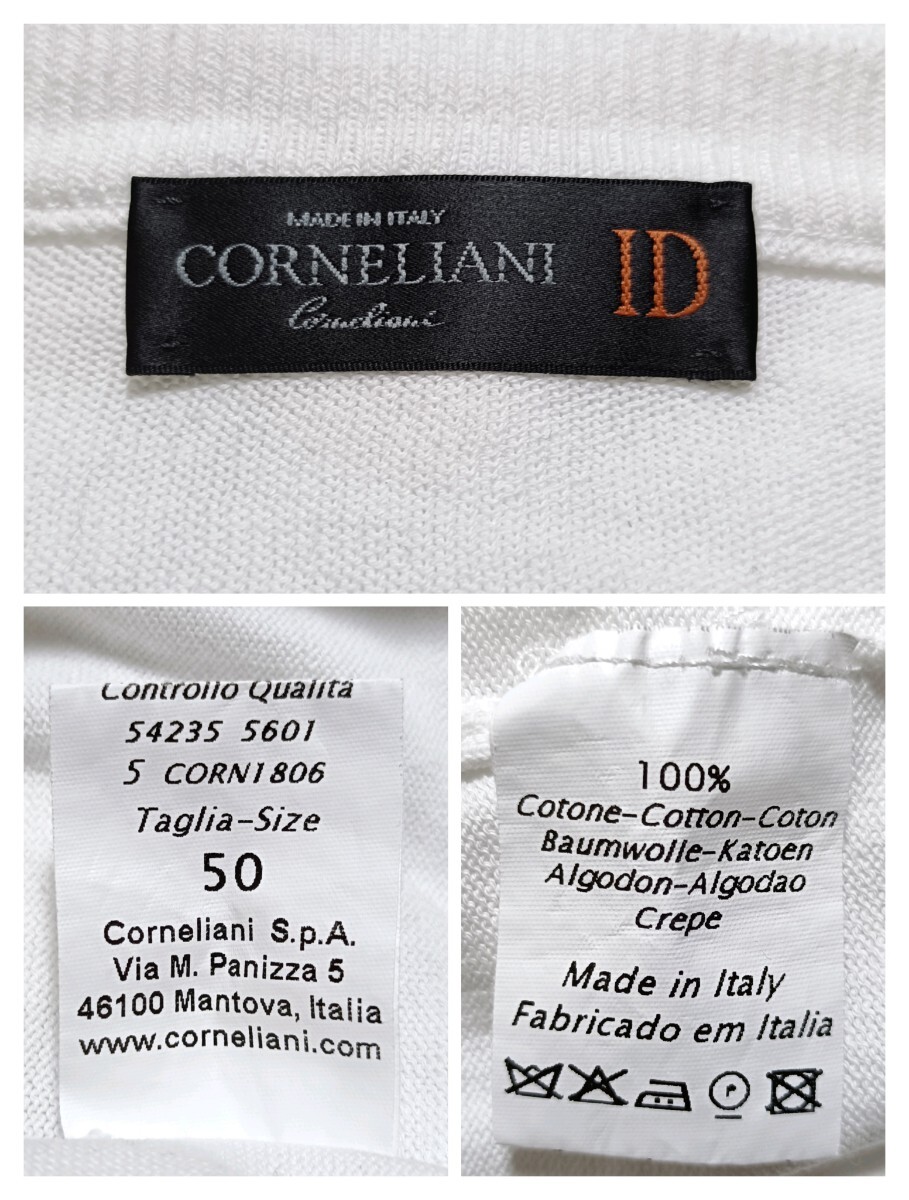 MADE IN ITALY
CORNELIANI ID
Corneliani
Controllo Qualità
54235 5601
5 CORN1806
Taglia-Size
50
Corneliani S.p.A.
Via M. Panizza 5
46100 Mantova, Italia
www.corneliani.com
100%
Cotone-Cotton-Coton
Baumwolle-Katoen
Algodon-Algodao
Crepe
Made in Italy
Fabricado em Italia
P